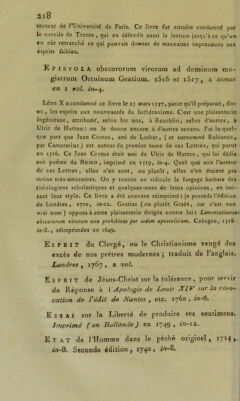 218
recteur de l'Université de Paris. Ce livre fut ensuite condamné par
le concile de Trente, qui en défendit aussi la lecture jusqu'à ce qu'on
en eût retranché ce qui pouvait donner de mauvaises impressions aux
esprits faibles.
EPISTOLA obscurorum virorum ad dominum ma-
gistrum Ortuinum Gratium. 1516 et 1517, 2 tomes
en 1 vol. in-4.
Léon X a condamné ce livre le 15 mars 1517, parce qu'il préparait, dit-
on, les esprits aux nouveautés du luthéranisme. C'est une plaisanterie
ingénieuse, attribuée, selon les uns, à Reuchlin; selon d'autres, à
Ulric de Hutten: on le donne encore à d'autres savans. J'ai lu quel-
que part que Jean Crotus, ami de Luther, (et surnommé Rubianus,
par Camerarius) est auteur du premier tome de ces Lettres, qui parut
en 1516. Ce Jean Crotus était ami de Ulric de Hutten, qui lui dédia
son poëme du NEMO, imprimé en 1519, in-4. Quel que soit l'auteur
de ces Lettres, elles n'en sont, ou plutôt, elles n'en étaient pas
moins très-amusantes. On y tourne en ridicule le langage barbare des
théologiens scholastiques et quelques-unes de leurs opinions, en imi-
tant leur style. Ce livre a été souvent réimprimé: je possède l'édition
de Londres, 1710, in-12. Gratius (ou plutôt Graës, car c'est son
vrai nom) opposa à cette plaisanterie dirigée contre lui: Lamentationes
obscurorum virorum non prohibitæ per sedem apostolicam. Cologne, 1518
in-8., réimprimées en 1649.
ESPRIT du Clergé, ou le Christianisme vengé des
excès de nos prêtres modernes; traduit de l'anglais.
Londres, 1767, 2 vol.
ESPRIT de Jésus-Christ sur la tolérance, pour servir
de Réponse à l'Apologie de Louis XIV sur la révo-
cation de l'édit de Nantes, etc. 1760, in-8.
ESSAI sur la Liberté de produire ses sentimens.
Imprimé (en Hollande) en 1749, in-12.
ETAT de l'Homme dans le péché originel, 1714,
in-8. Seconde édition, 1740, in-8.